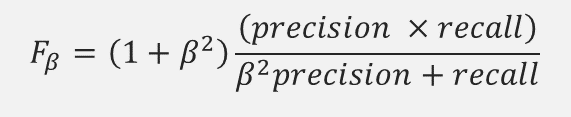 F_β = (1 + β²) (precision × recall) / β²precision + recall